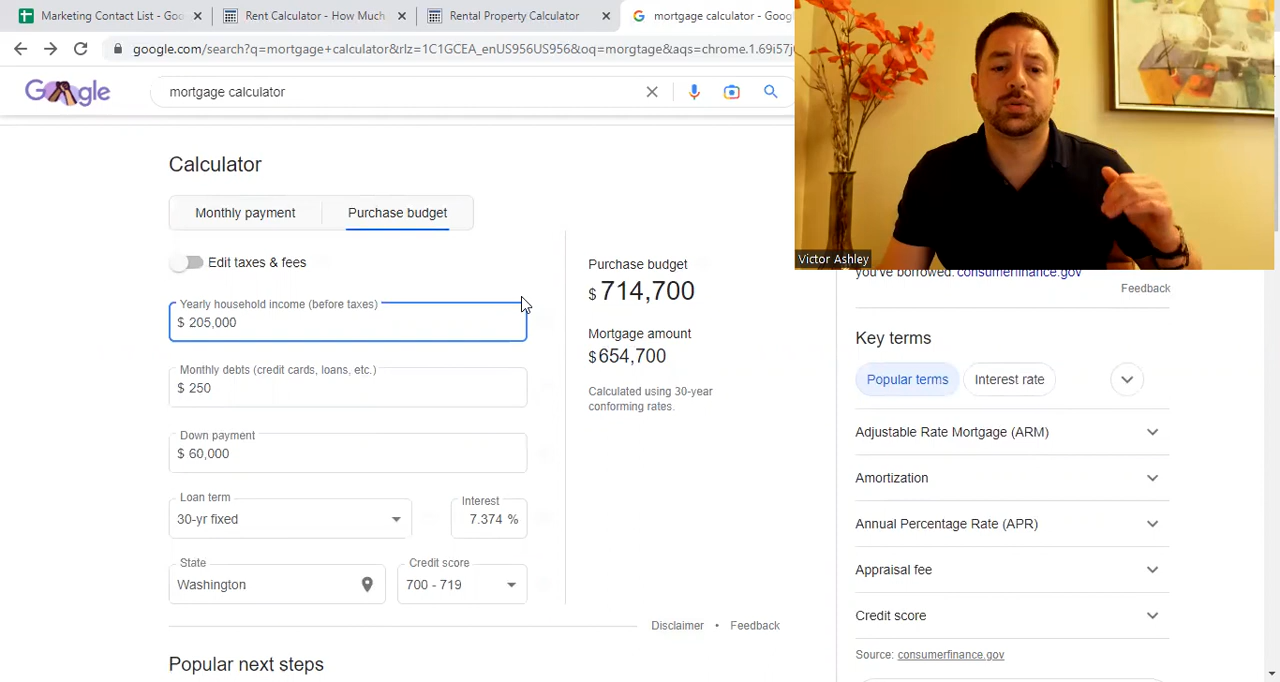 Marketing Contact List - Goo
Rent Calculator - How Much
Rental Property Calculator
mortgage calculator - Googl
google.com/search?q=mortgage+calculator&rlz=1C1GCEA_enUS956US956&oq=morgtage&aqs=chrome.1.69i57j0
Google
mortgage calculator
Calculator
Monthly payment
Purchase budget
Edit taxes & fees
Yearly household income (before taxes)
$ 205,000
Monthly debts (credit cards, loans, etc.)
$ 250
Down payment
$ 60,000
Loan term
30-yr fixed
Interest
7.374 %
State
Washington
Credit score
700 - 719
Purchase budget
$ 714,700
Mortgage amount
$654,700
Calculated using 30-year
conforming rates.
Disclaimer • Feedback
Popular next steps
Victor Ashley
you've borrowed. consumerfinance.gov
Feedback
Key terms
Popular terms
Interest rate
Adjustable Rate Mortgage (ARM)
Amortization
Annual Percentage Rate (APR)
Appraisal fee
Credit score
Source: consumerfinance.gov